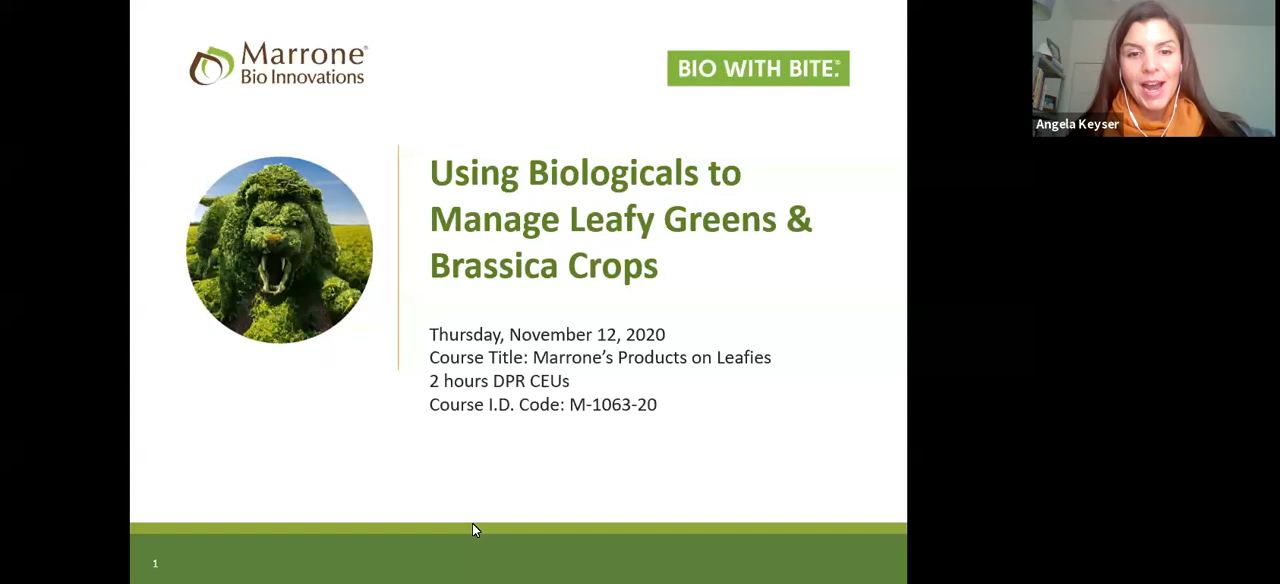 Marrone®
Bio Innovations
BIO WITH BITE.®
Angela Keyser
Using Biologicals to
Manage Leafy Greens &
Brassica Crops
Thursday, November 12, 2020
Course Title: Marrone’s Products on Leafies
2 hours DPR CEUs
Course I.D. Code: M-1063-20
1